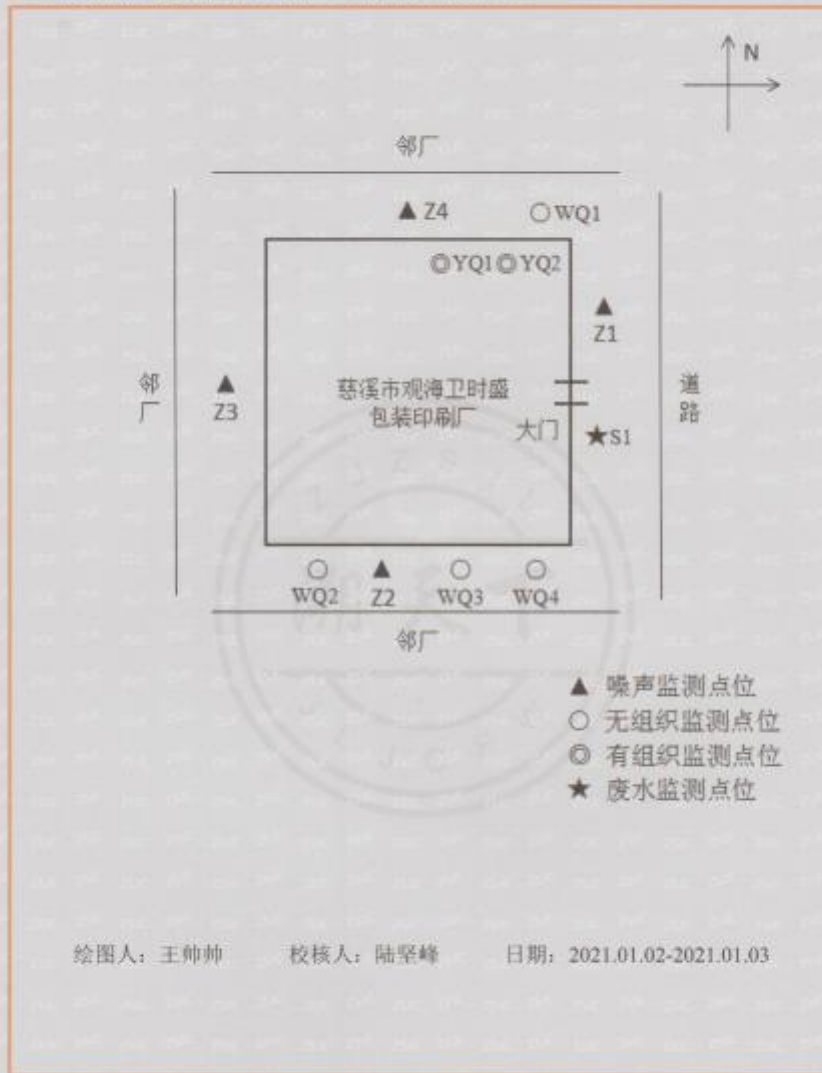 N
邻厂
▲ Z4
○WQ1
◎YQ1◎YQ2
▲
Z1
邻厂
▲
Z3
慈溪市观海卫时盛
包装印刷厂
大门
★S1
道路
WQ2
Z2
WQ3
WQ4
邻厂
▲ 噪声监测点位
○ 无组织监测点位
◎ 有组织监测点位
★ 废水监测点位
绘图人：王帅帅 校核人：陆坚峰 日期：2021.01.02-2021.01.03